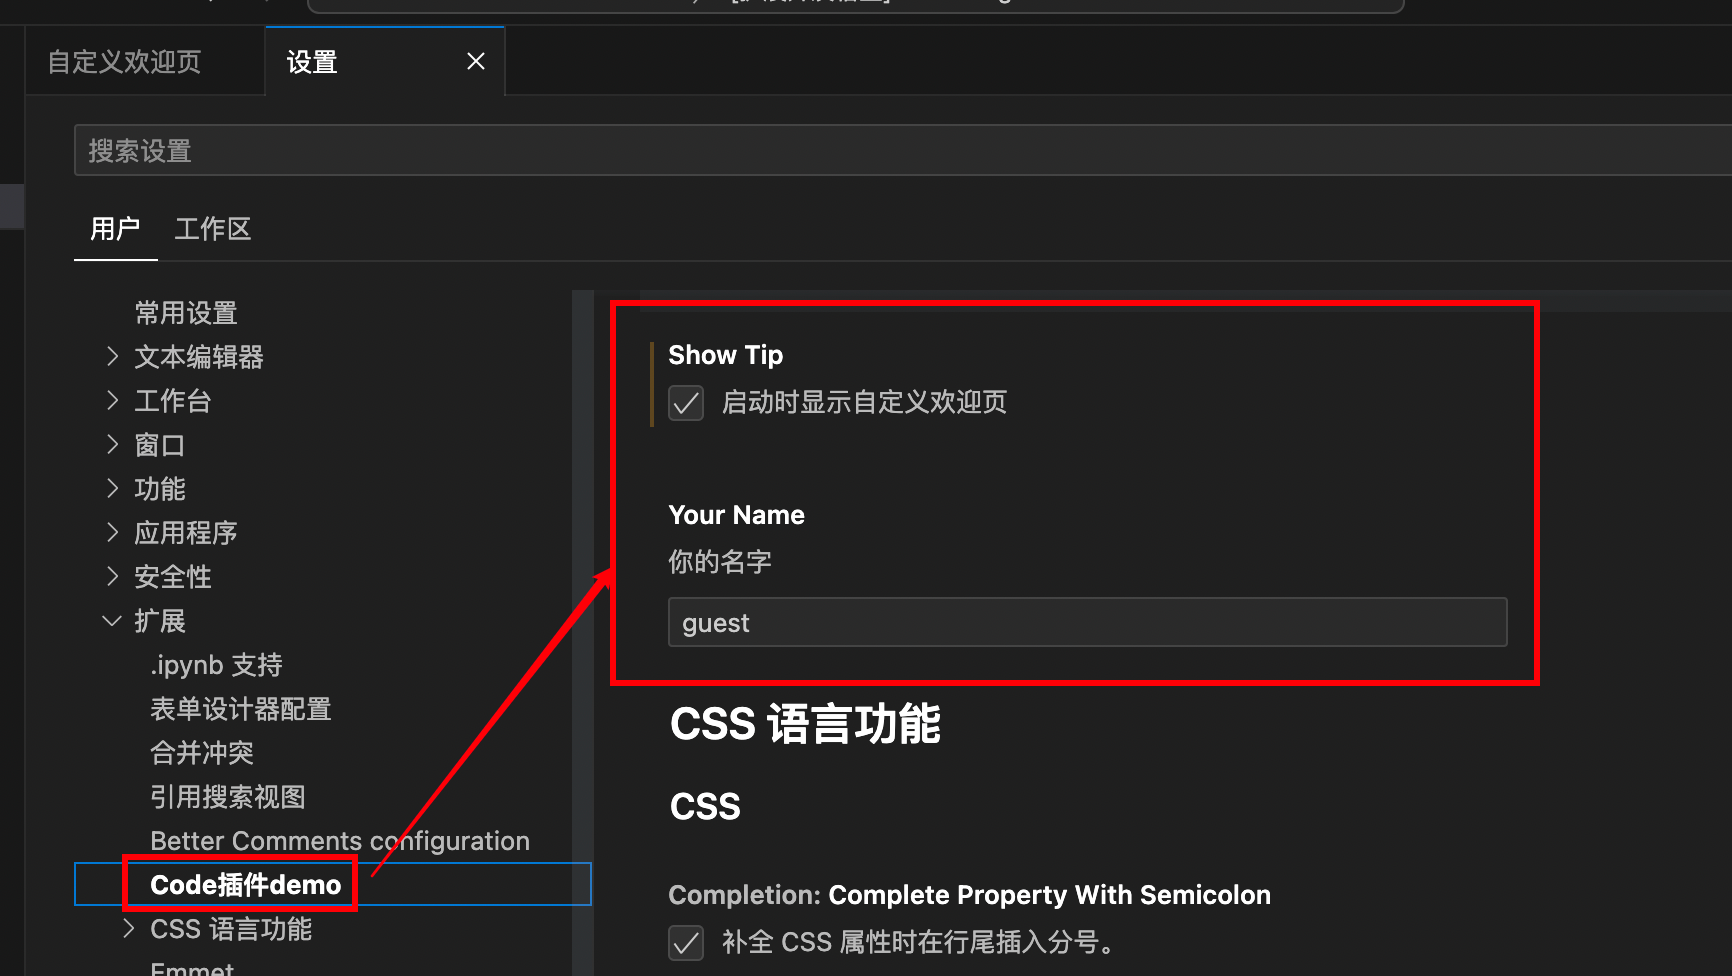 自定义欢迎页
设置
搜索设置
用户
工作区
常用设置
文本编辑器
工作台
窗口
功能
应用程序
安全性
扩展
.ipynb 支持
表单设计器配置
合并冲突
引用搜索视图
Better Comments configuration
Code插件demo
CSS 语言功能
Emmet
Show Tip
启动时显示自定义欢迎页
Your Name
你的名字
guest
CSS 语言功能
CSS
Completion: Complete Property With Semicolon
补全 CSS 属性时在行尾插入分号。